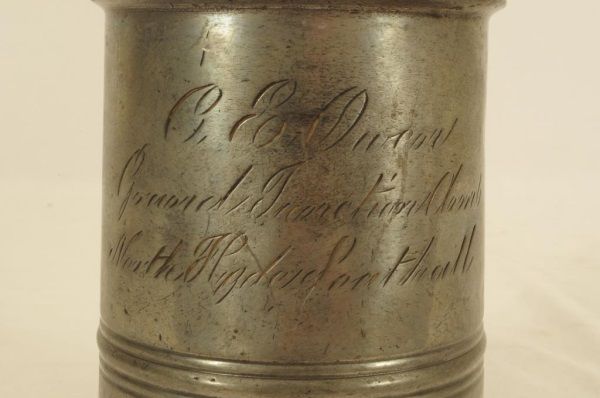 C. E. Owen
Grand Junction Arms
North Hyde Southall